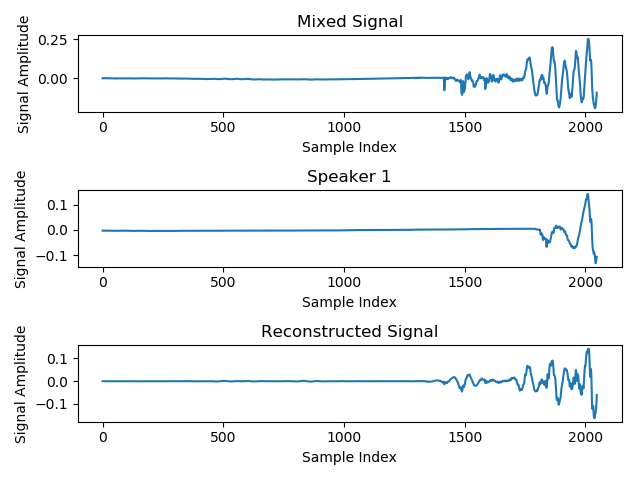 Mixed Signal
Signal Amplitude
0.25
0.00
0 500 1000 1500 2000
Sample Index
Speaker 1
Signal Amplitude
0.1
0.0
−0.1
0 500 1000 1500 2000
Sample Index
Reconstructed Signal
Signal Amplitude
0.1
0.0
−0.1
0 500 1000 1500 2000
Sample Index